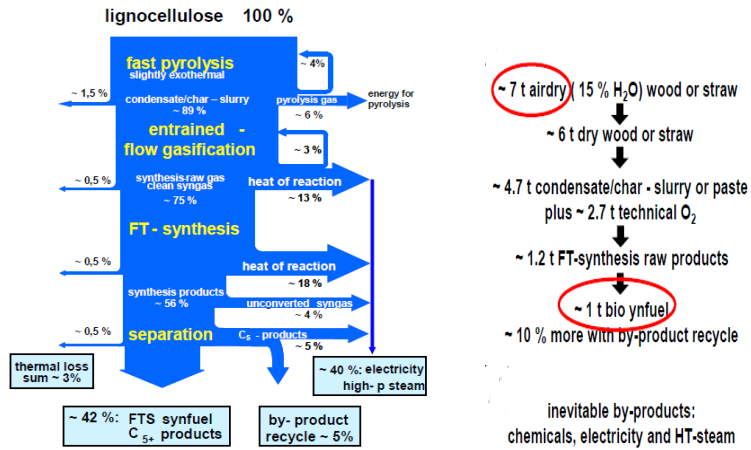 lignocellulose 100 %
fast pyrolysis
slightly exothermal
~ 4%
~ 1,5 %
condensate/char – slurry
~ 89 %
pyrolysis gas
~ 6 %
energy for
pyrolysis
entrained -
flow gasification
~ 3 %
~ 0,5 %
synthesis raw gas
clean syngas
~ 75 %
heat of reaction
~ 13 %
FT - synthesis
~ 0,5 %
heat of reaction
~ 18 %
synthesis products
~ 56 %
unconverted syngas
~ 4 %
~ 0,5 %
separation
C5 - products
~ 5 %
thermal loss
sum ~ 3%
~ 40 %: electricity
high- p steam
~ 42 %: FTS synfuel
C 5+ products
by- product
recycle ~ 5%
~ 7 t airdry ( 15 % H2O) wood or straw
~ 6 t dry wood or straw
~ 4.7 t condensate/char - slurry or paste
plus ~ 2.7 t technical O2
~ 1.2 t FT-synthesis raw products
~ 1 t bio ynfuel
~ 10 % more with by-product recycle
inevitable by-products:
chemicals, electricity and HT-steam